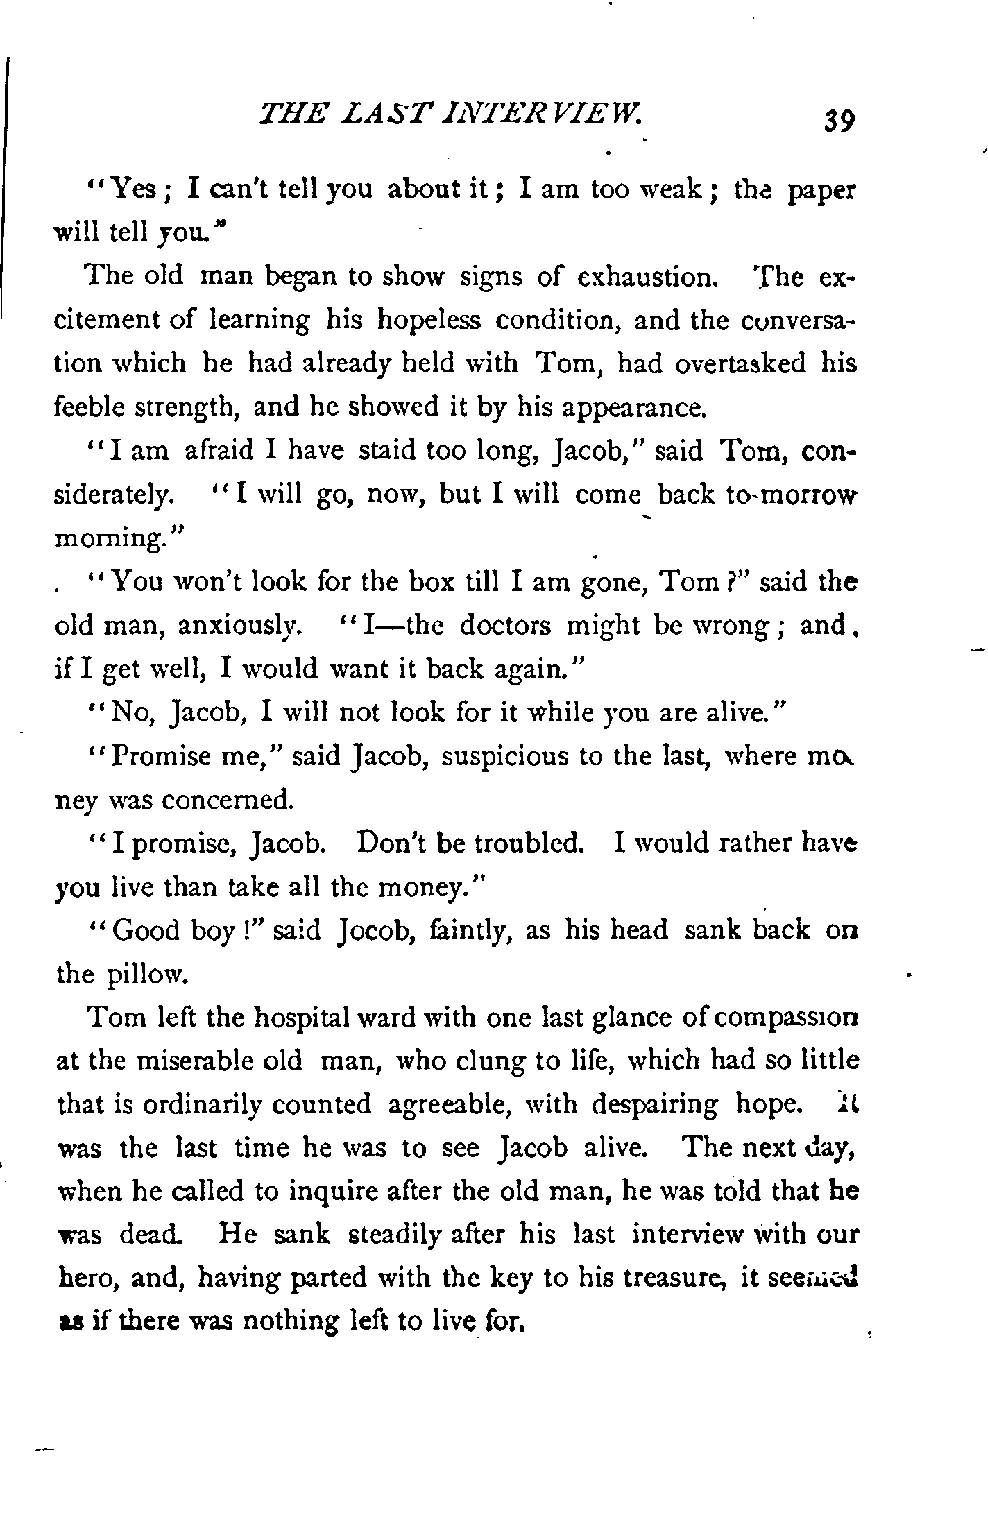 THE LAST INTERVIEW. 39
"Yes; I can't tell you about it; I am too weak; the paper
will tell you."
The old man began to show signs of exhaustion. The ex-
citement of learning his hopeless condition, and the conversa-
tion which he had already held with Tom, had overtasked his
feeble strength, and he showed it by his appearance.
"I am afraid I have staid too long, Jacob," said Tom, con-
siderately. "I will go, now, but I will come back to-morrow
morning."
"You won't look for the box till I am gone, Tom?" said the
old man, anxiously. "I—the doctors might be wrong; and,
if I get well, I would want it back again."
"No, Jacob, I will not look for it while you are alive."
"Promise me," said Jacob, suspicious to the last, where mo-
ney was concerned.
"I promise, Jacob. Don't be troubled. I would rather have
you live than take all the money."
"Good boy!" said Jocob, faintly, as his head sank back on
the pillow.
Tom left the hospital ward with one last glance of compassion
at the miserable old man, who clung to life, which had so little
that is ordinarily counted agreeable, with despairing hope. It
was the last time he was to see Jacob alive. The next day,
when he called to inquire after the old man, he was told that he
was dead. He sank steadily after his last interview with our
hero, and, having parted with the key to his treasure, it seemed
as if there was nothing left to live for.